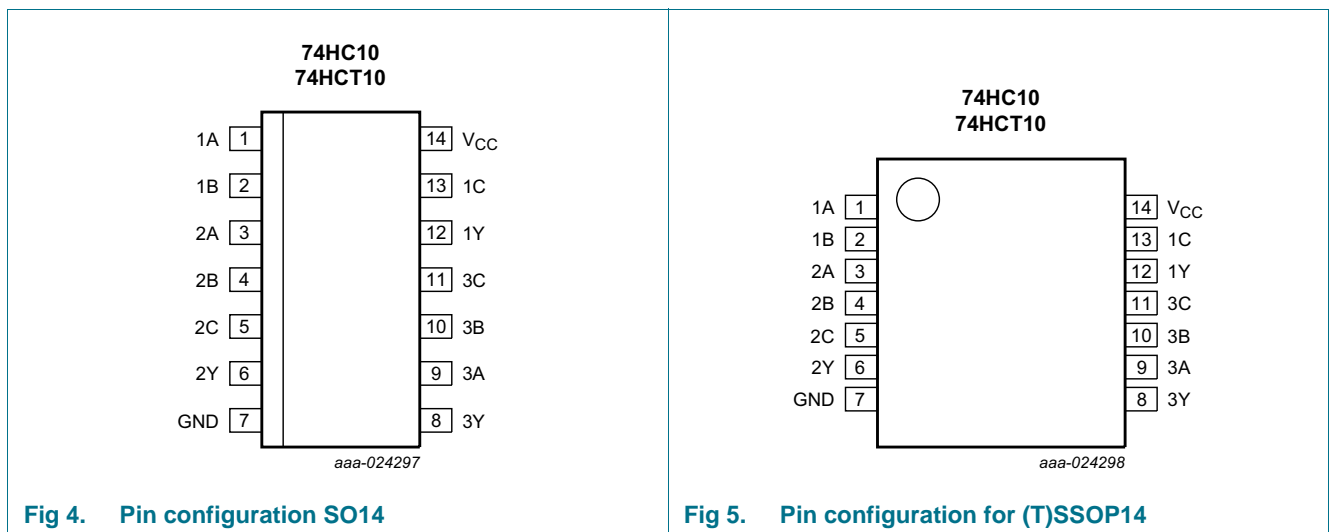 74HC10
74HCT10
1A 1 14 VCC
1B 2 13 1C
2A 3 12 1Y
2B 4 11 3C
2C 5 10 3B
2Y 6 9 3A
GND 7 8 3Y
aaa-024297
Fig 4. Pin configuration SO14
74HC10
74HCT10
1A 1 14 VCC
1B 2 13 1C
2A 3 12 1Y
2B 4 11 3C
2C 5 10 3B
2Y 6 9 3A
GND 7 8 3Y
aaa-024298
Fig 5. Pin configuration for (T)SSOP14